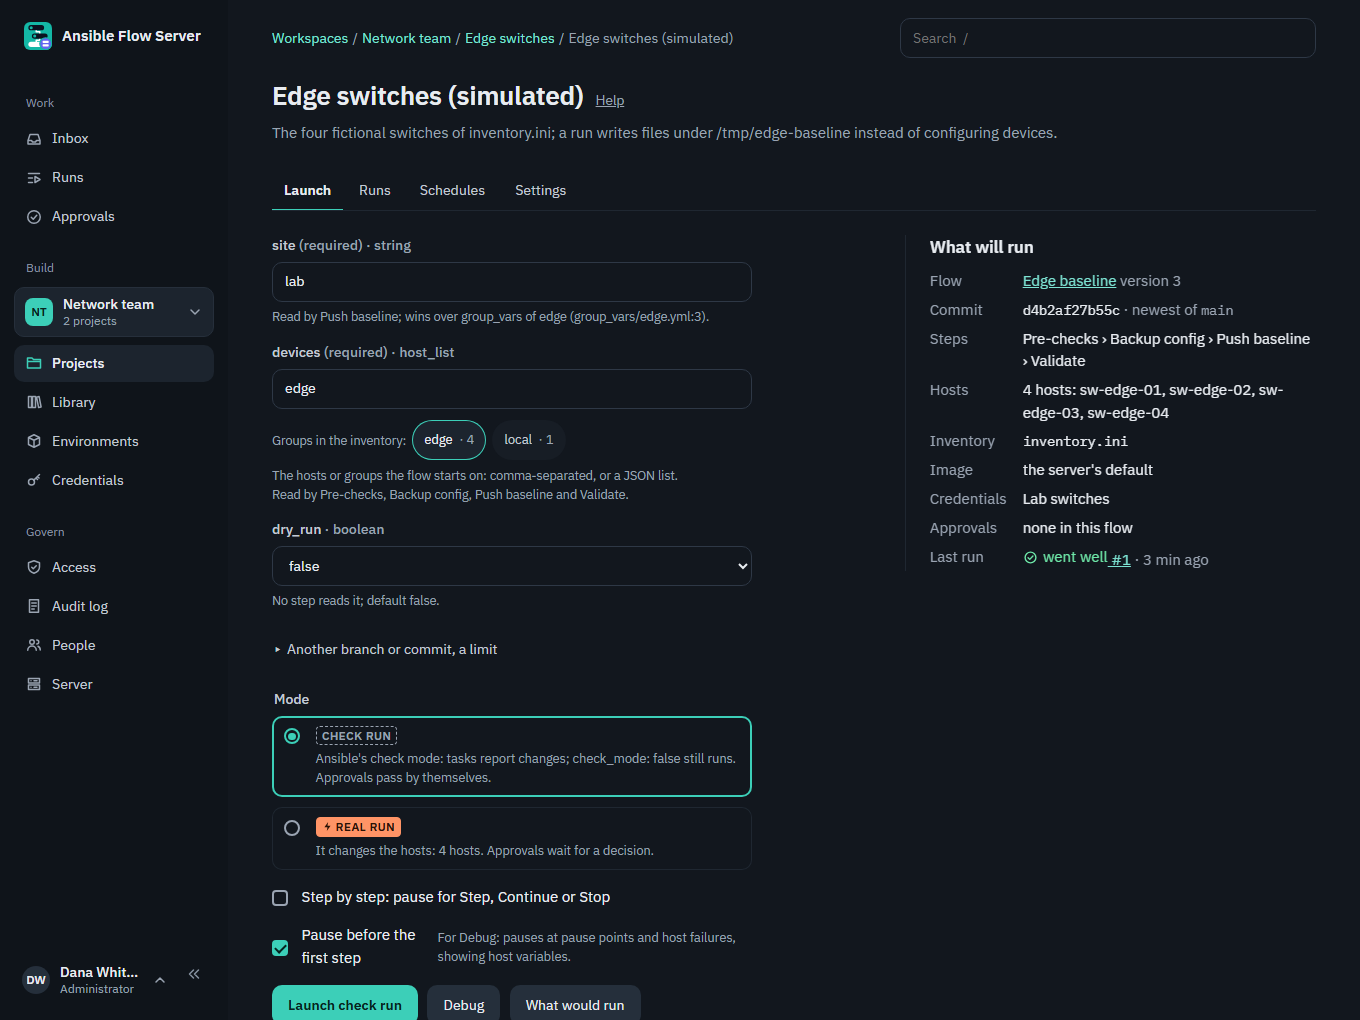 Ansible Flow Server
Work
Inbox
Runs
Approvals
Build
NT
Network team
2 projects
Projects
Library
Environments
Credentials
Govern
Access
Audit log
People
Server
DW
Dana Whit...
Administrator
Workspaces / Network team / Edge switches / Edge switches (simulated)
Search /
Edge switches (simulated) Help
The four fictional switches of inventory.ini; a run writes files under /tmp/edge-baseline instead of configuring devices.
Launch Runs Schedules Settings
site (required) · string
lab
Read by Push baseline; wins over group_vars of edge (group_vars/edge.yml:3).
devices (required) · host_list
edge
Groups in the inventory: edge · 4 local · 1
The hosts or groups the flow starts on: comma-separated, or a JSON list.
Read by Pre-checks, Backup config, Push baseline and Validate.
dry_run · boolean
false
No step reads it; default false.
Another branch or commit, a limit
Mode
CHECK RUN
Ansible's check mode: tasks report changes; check_mode: false still runs.
Approvals pass by themselves.
REAL RUN
It changes the hosts: 4 hosts. Approvals wait for a decision.
Step by step: pause for Step, Continue or Stop
Pause before the
first step
For Debug: pauses at pause points and host failures,
showing host variables.
Launch check run Debug What would run
What will run
Flow Edge baseline version 3
Commit d4b2af27b55c · newest of main
Steps Pre-checks › Backup config › Push baseline
› Validate
Hosts 4 hosts: sw-edge-01, sw-edge-02, sw-
edge-03, sw-edge-04
Inventory inventory.ini
Image the server's default
Credentials Lab switches
Approvals none in this flow
Last run went well #1 · 3 min ago